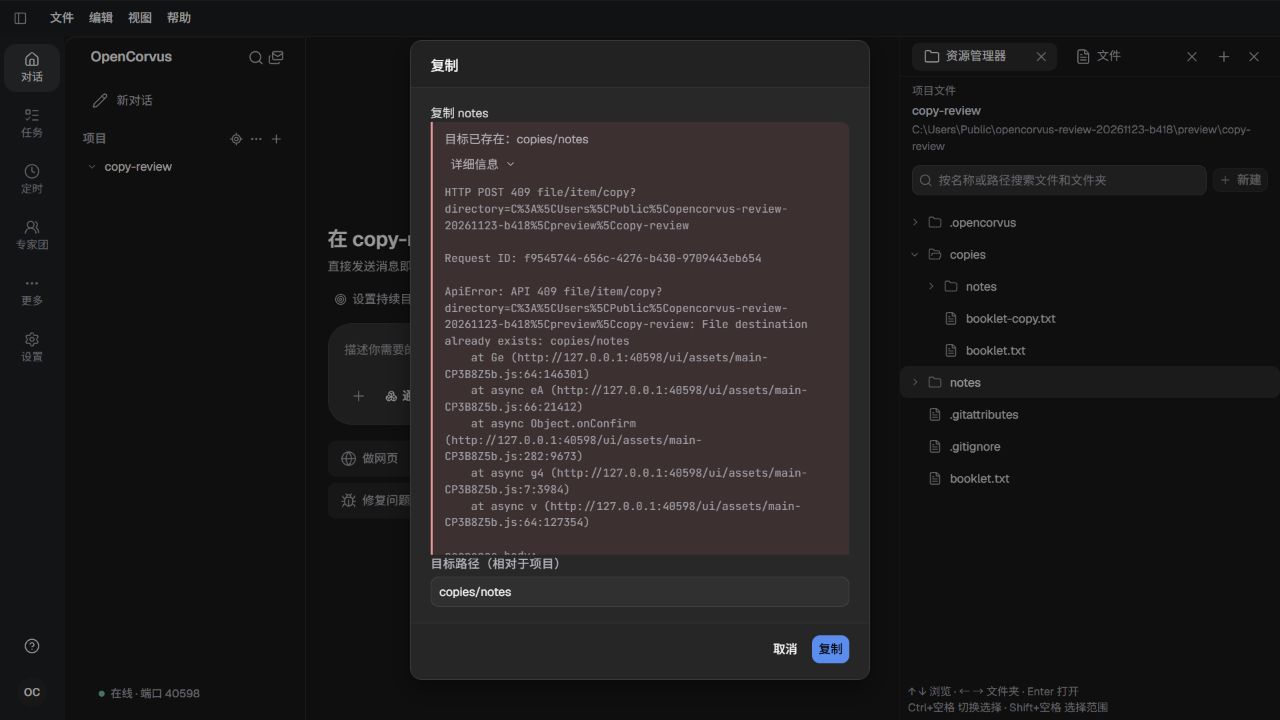 文件 编辑 视图 帮助
对话
任务
定时
专家团
更多
设置
OC
OpenCorvus
新对话
项目
copy-review
在线 · 端口 40598
在 copy-r
直接发送消息即
设置持续目
描述你需要的
通
做网页
修复问题
复制
复制 notes
目标已存在：copies/notes
详细信息
HTTP POST 409 file/item/copy?
directory=C%3A%5CUsers%5CPublic%5Copencorvus-review-
20261123-b418%5Cpreview%5Ccopy-review
Request ID: f9545744-656c-4276-b430-9709443eb654
ApiError: API 409 file/item/copy?
directory=C%3A%5CUsers%5CPublic%5Copencorvus-review-
20261123-b418%5Cpreview%5Ccopy-review: File destination
already exists: copies/notes
at Ge (http://127.0.0.1:40598/ui/assets/main-
CP3B8Z5b.js:64:146301)
at async eA (http://127.0.0.1:40598/ui/assets/main-
CP3B8Z5b.js:66:21412)
at async Object.onConfirm
(http://127.0.0.1:40598/ui/assets/main-
CP3B8Z5b.js:282:9673)
at async g4 (http://127.0.0.1:40598/ui/assets/main-
CP3B8Z5b.js:7:3984)
at async v (http://127.0.0.1:40598/ui/assets/main-
CP3B8Z5b.js:64:127354)
目标路径（相对于项目）
copies/notes
取消 复制
资源管理器 文件
项目文件
copy-review
C:\Users\Public\opencorvus-review-20261123-b418\preview\copy-
review
按名称或路径搜索文件和文件夹 新建
.opencorvus
copies
notes
booklet-copy.txt
booklet.txt
notes
.gitattributes
.gitignore
booklet.txt
↑↓ 浏览 · ←→ 文件夹 · Enter 打开
Ctrl+空格 切换选择 · Shift+空格 选择范围